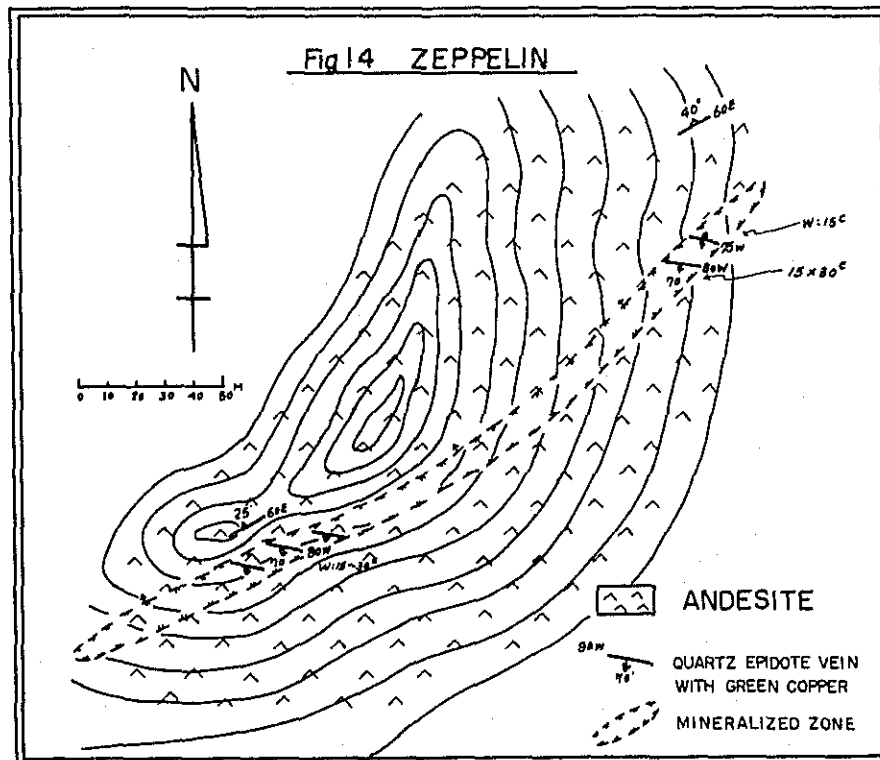 Fig 14 ZEPPELIN
N
40° 60E
W:15ᶜ
75W
80W
70
15 x 30ᶜ
0 10 20 30 40 50 M
25 60E
80W
70
ANDESITE
80W
70°
QUARTZ EPIDOTE VEIN
WITH GREEN COPPER
MINERALIZED ZONE